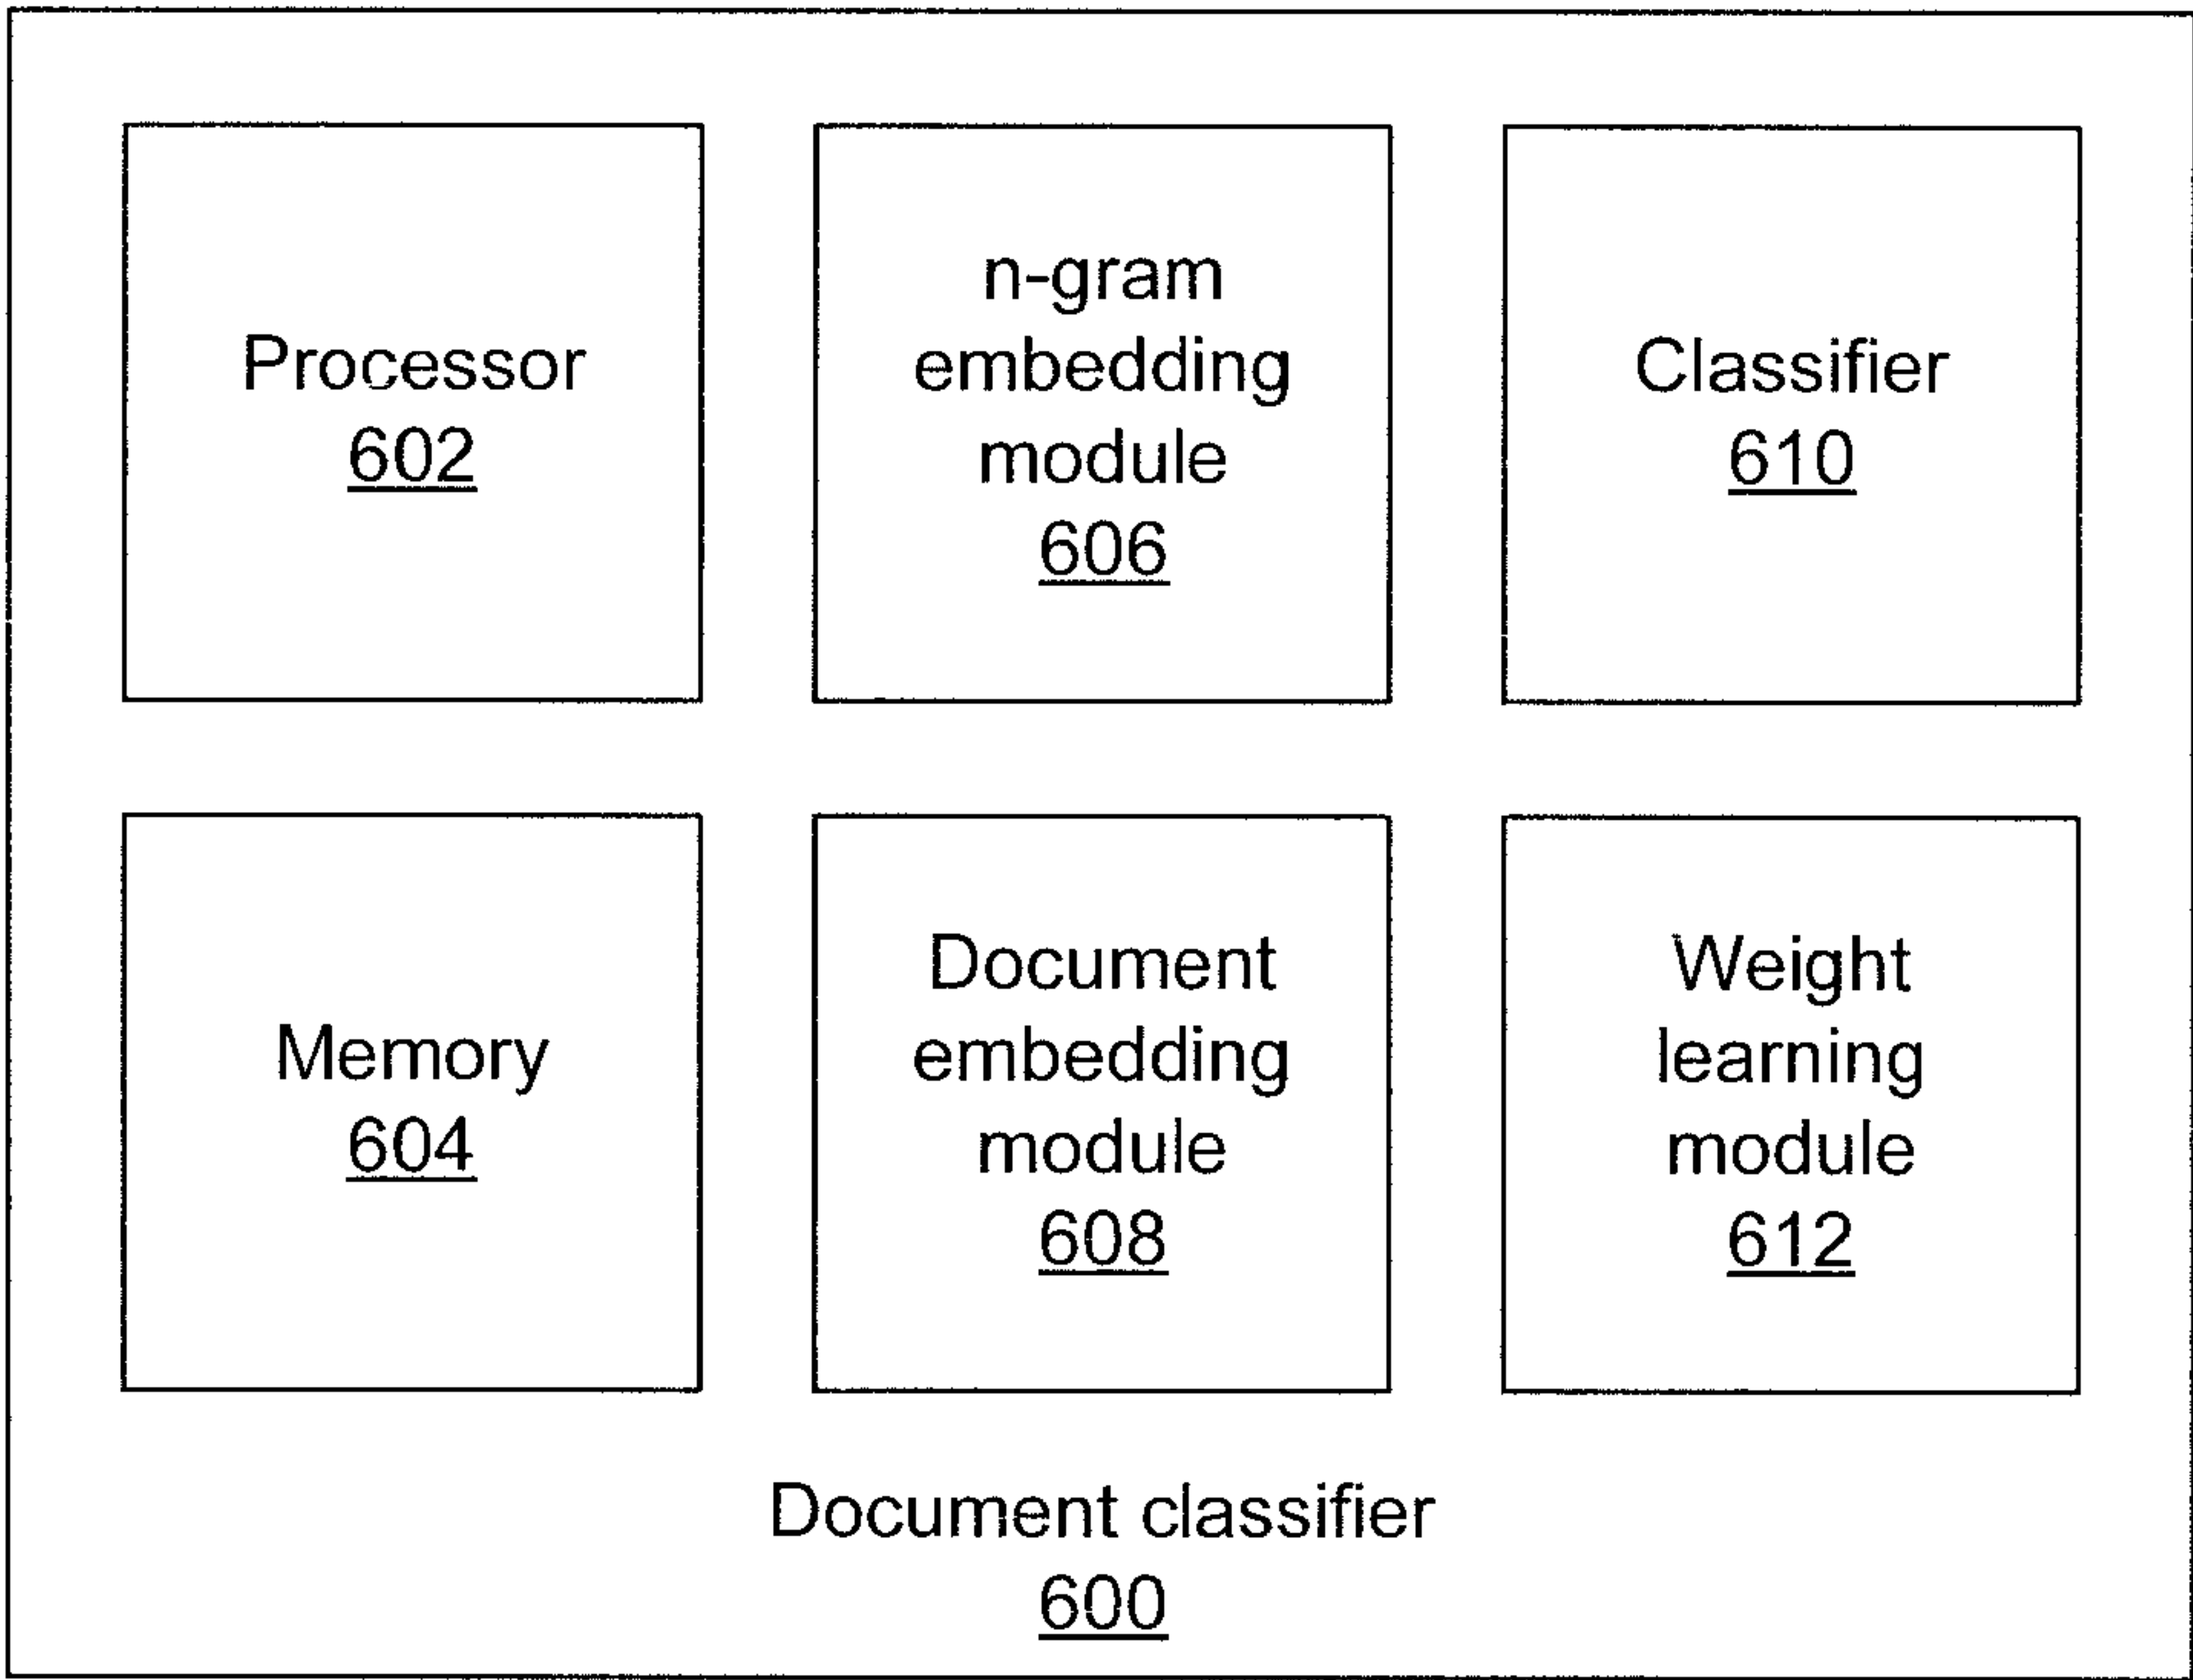 Processor
602
n-gram
embedding
module
606
Classifier
610
Memory
604
Document
embedding
module
608
Weight
learning
module
612
Document classifier
600